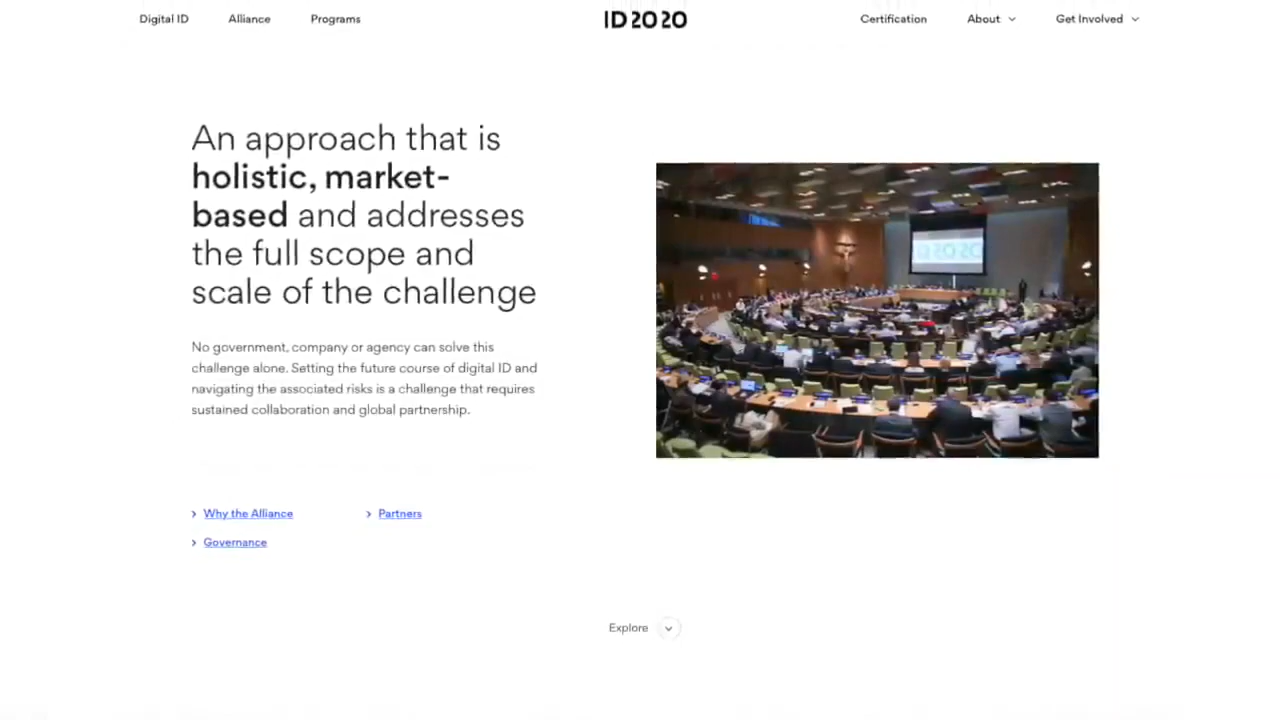 Digital ID
Alliance
Programs
ID2020
Certification
About
Get Involved
An approach that is
holistic, market-
based and addresses
the full scope and
scale of the challenge
No government, company or agency can solve this
challenge alone. Setting the future course of digital ID and
navigating the associated risks is a challenge that requires
sustained collaboration and global partnership.
Why the Alliance
Partners
Governance
Explore